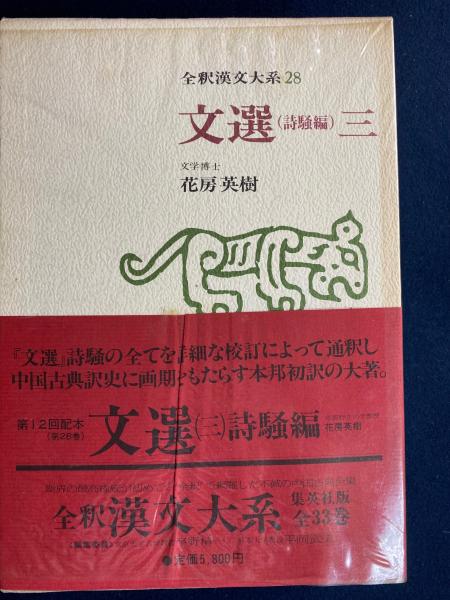 全釈漢文大系 28
文選(詩騒編)三
文学博士
花房英樹
『文選』詩騒の全てを詳細な校訂によって通釈し
中国古典訳史に画期をもたらす本邦初訳の大著。
第12回配本
(第28巻)
文選(三)詩騒編
花房英樹
全釈漢文大系
集英社版
全33巻
●定価5,800円